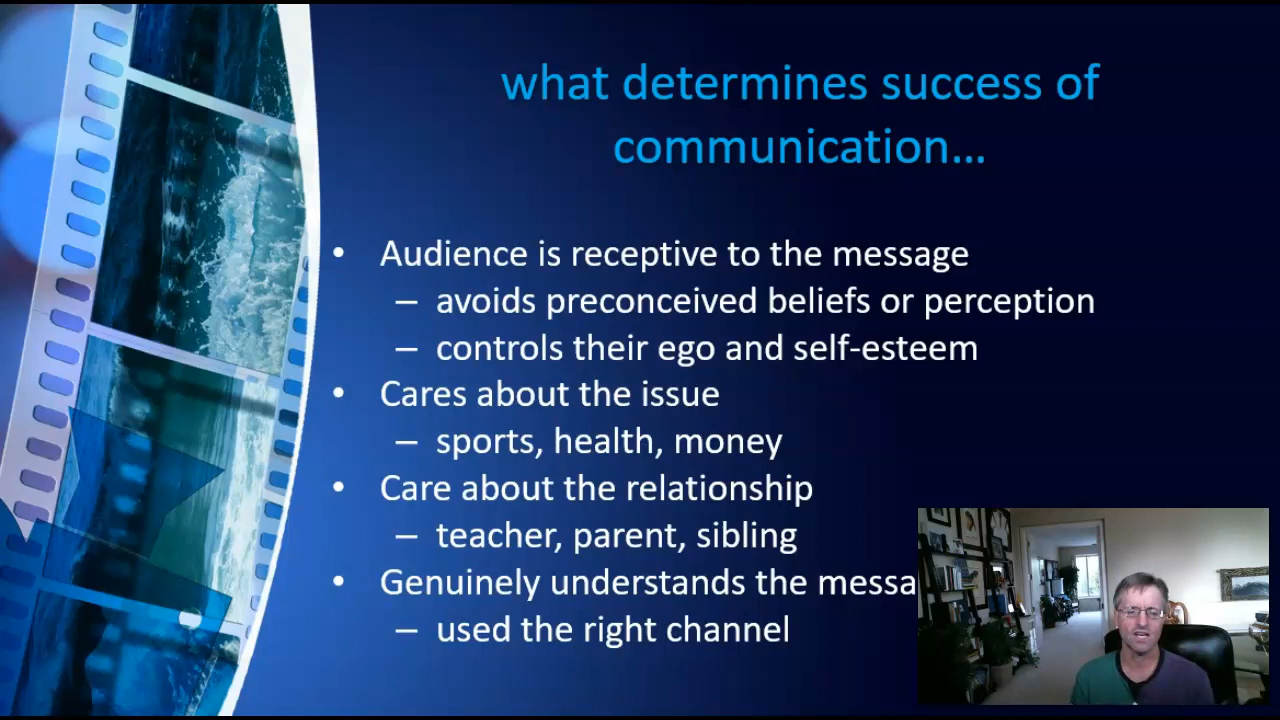 what determines success of
communication...
• Audience is receptive to the message
– avoids preconceived beliefs or perception
– controls their ego and self-esteem
• Cares about the issue
– sports, health, money
• Care about the relationship
– teacher, parent, sibling
• Genuinely understands the messa
– used the right channel